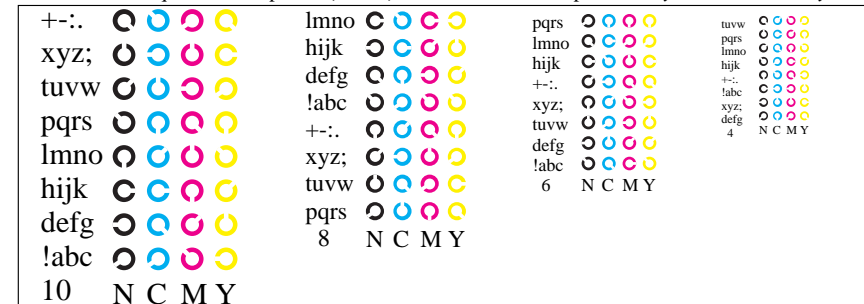 +-:.
xyz;
tuvw
pqrs
lmno
hijk
defg
!abc
10 N C M Y
lmno
hijk
defg
!abc
+-:.
xyz;
tuvw
pqrs
8 N C M Y
pqrs
lmno
hijk
+-:.
xyz;
tuvw
defg
!abc
6 N C M Y
tuvw
pqrs
lmno
hijk
+-:.
!abc
xyz;
defg
4 N C M Y